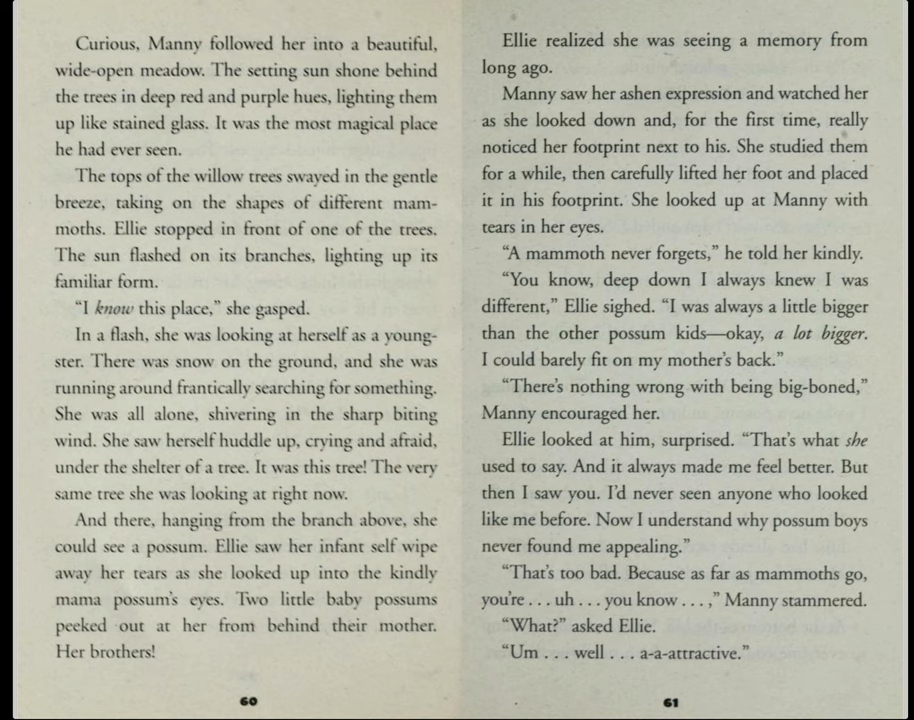 Curious, Manny followed her into a beautiful,
wide-open meadow. The setting sun shone behind
the trees in deep red and purple hues, lighting them
up like stained glass. It was the most magical place
he had ever seen.
The tops of the willow trees swayed in the gentle
breeze, taking on the shapes of different mam-
moths. Ellie stopped in front of one of the trees.
The sun flashed on its branches, lighting up its
familiar form.
“I know this place,” she gasped.
In a flash, she was looking at herself as a young-
ster. There was snow on the ground, and she was
running around frantically searching for something.
She was all alone, shivering in the sharp biting
wind. She saw herself huddle up, crying and afraid,
under the shelter of a tree. It was this tree! The very
same tree she was looking at right now.
And there, hanging from the branch above, she
could see a possum. Ellie saw her infant self wipe
away her tears as she looked up into the kindly
mama possum’s eyes. Two little baby possums
peeked out at her from behind their mother.
Her brothers!
60
Ellie realized she was seeing a memory from
long ago.
Manny saw her ashen expression and watched her
as she looked down and, for the first time, really
noticed her footprint next to his. She studied them
for a while, then carefully lifted her foot and placed
it in his footprint. She looked up at Manny with
tears in her eyes.
“A mammoth never forgets,” he told her kindly.
“You know, deep down I always knew I was
different,” Ellie sighed. “I was always a little bigger
than the other possum kids—okay, a lot bigger.
I could barely fit on my mother’s back.”
“There’s nothing wrong with being big-boned,”
Manny encouraged her.
Ellie looked at him, surprised. “That’s what she
used to say. And it always made me feel better. But
then I saw you. I’d never seen anyone who looked
like me before. Now I understand why possum boys
never found me appealing.”
“That’s too bad. Because as far as mammoths go,
you’re . . . uh . . . you know . . . ,” Manny stammered.
“What?” asked Ellie.
“Um . . . well . . . a-a-attractive.”
61